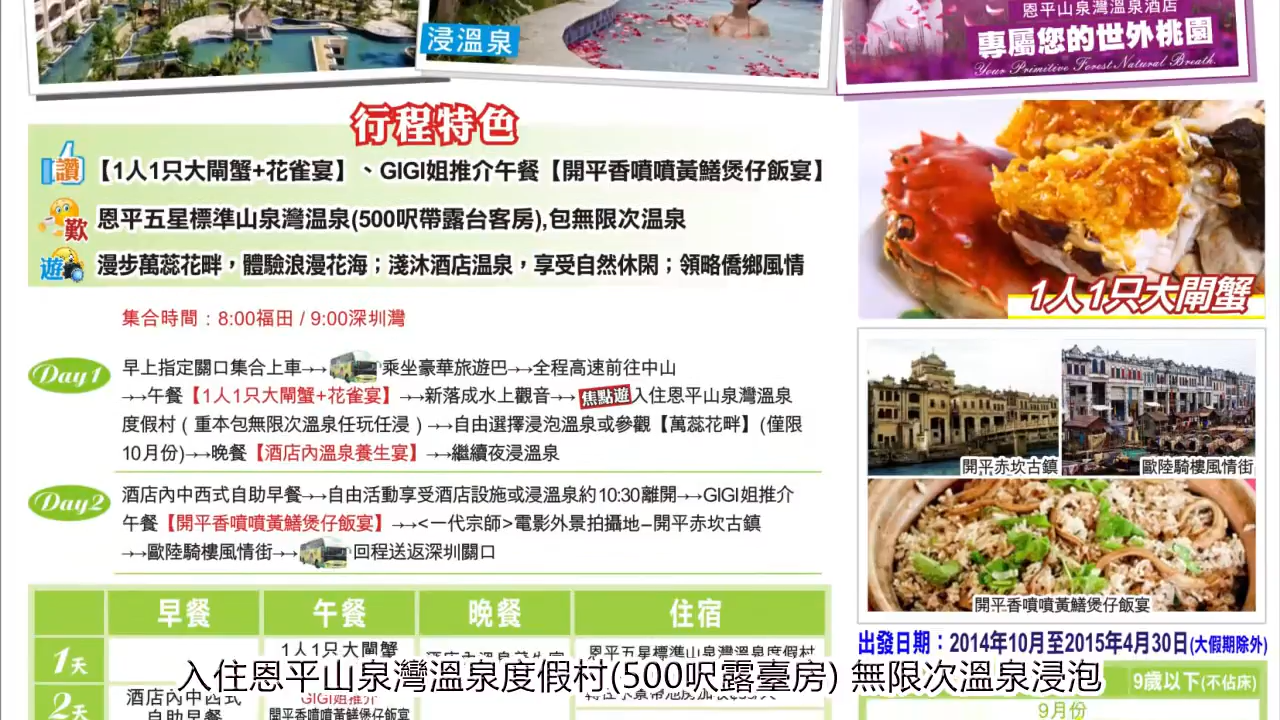 浸溫泉
恩平山泉灣溫泉酒店
專屬您的世外桃園
Your Primitive Forest Natural Breath.
行程特色
讚 【1人1只大閘蟹+花雀宴】、GIGI姐推介午餐【開平香噴噴黃鱔煲仔飯宴】
歎 恩平五星標準山泉灣溫泉(500呎帶露台客房),包無限次溫泉
遊 漫步萬蕊花畔，體驗浪漫花海；淺沐酒店溫泉，享受自然休閑；領略僑鄉風情
1人1只大閘蟹
集合時間：8:00福田 / 9:00深圳灣
Day1 早上指定關口集合上車→→乘坐豪華旅遊巴→→全程高速前往中山
→→午餐【1人1只大閘蟹+花雀宴】→→新落成水上觀音→→焦點遊入住恩平山泉灣溫泉
度假村（重本包無限次溫泉任玩任浸）→→自由選擇浸泡溫泉或參觀【萬蕊花畔】(僅限
10月份)→→晚餐【酒店內溫泉養生宴】→→繼續夜浸溫泉
Day2 酒店內中西式自助早餐→→自由活動享受酒店設施或浸溫泉約10:30離開→→GIGI姐推介
午餐【開平香噴噴黃鱔煲仔飯宴】→→<一代宗師>電影外景拍攝地–開平赤坎古鎮
→→歐陸騎樓風情街→→回程送返深圳關口
開平赤坎古鎮
歐陸騎樓風情街
開平香噴噴黃鱔煲仔飯宴
出發日期：2014年10月至2015年4月30日(大假期除外)
早餐 午餐 晚餐 住宿
1天 1人1只大閘蟹
2天 酒店內中西式
自助早餐
GIGI姐推介
開平香噴噴黃鱔煲仔飯宴
9歲以下(不佔床)
9月份
入住恩平山泉灣溫泉度假村(500呎露臺房) 無限次溫泉浸泡